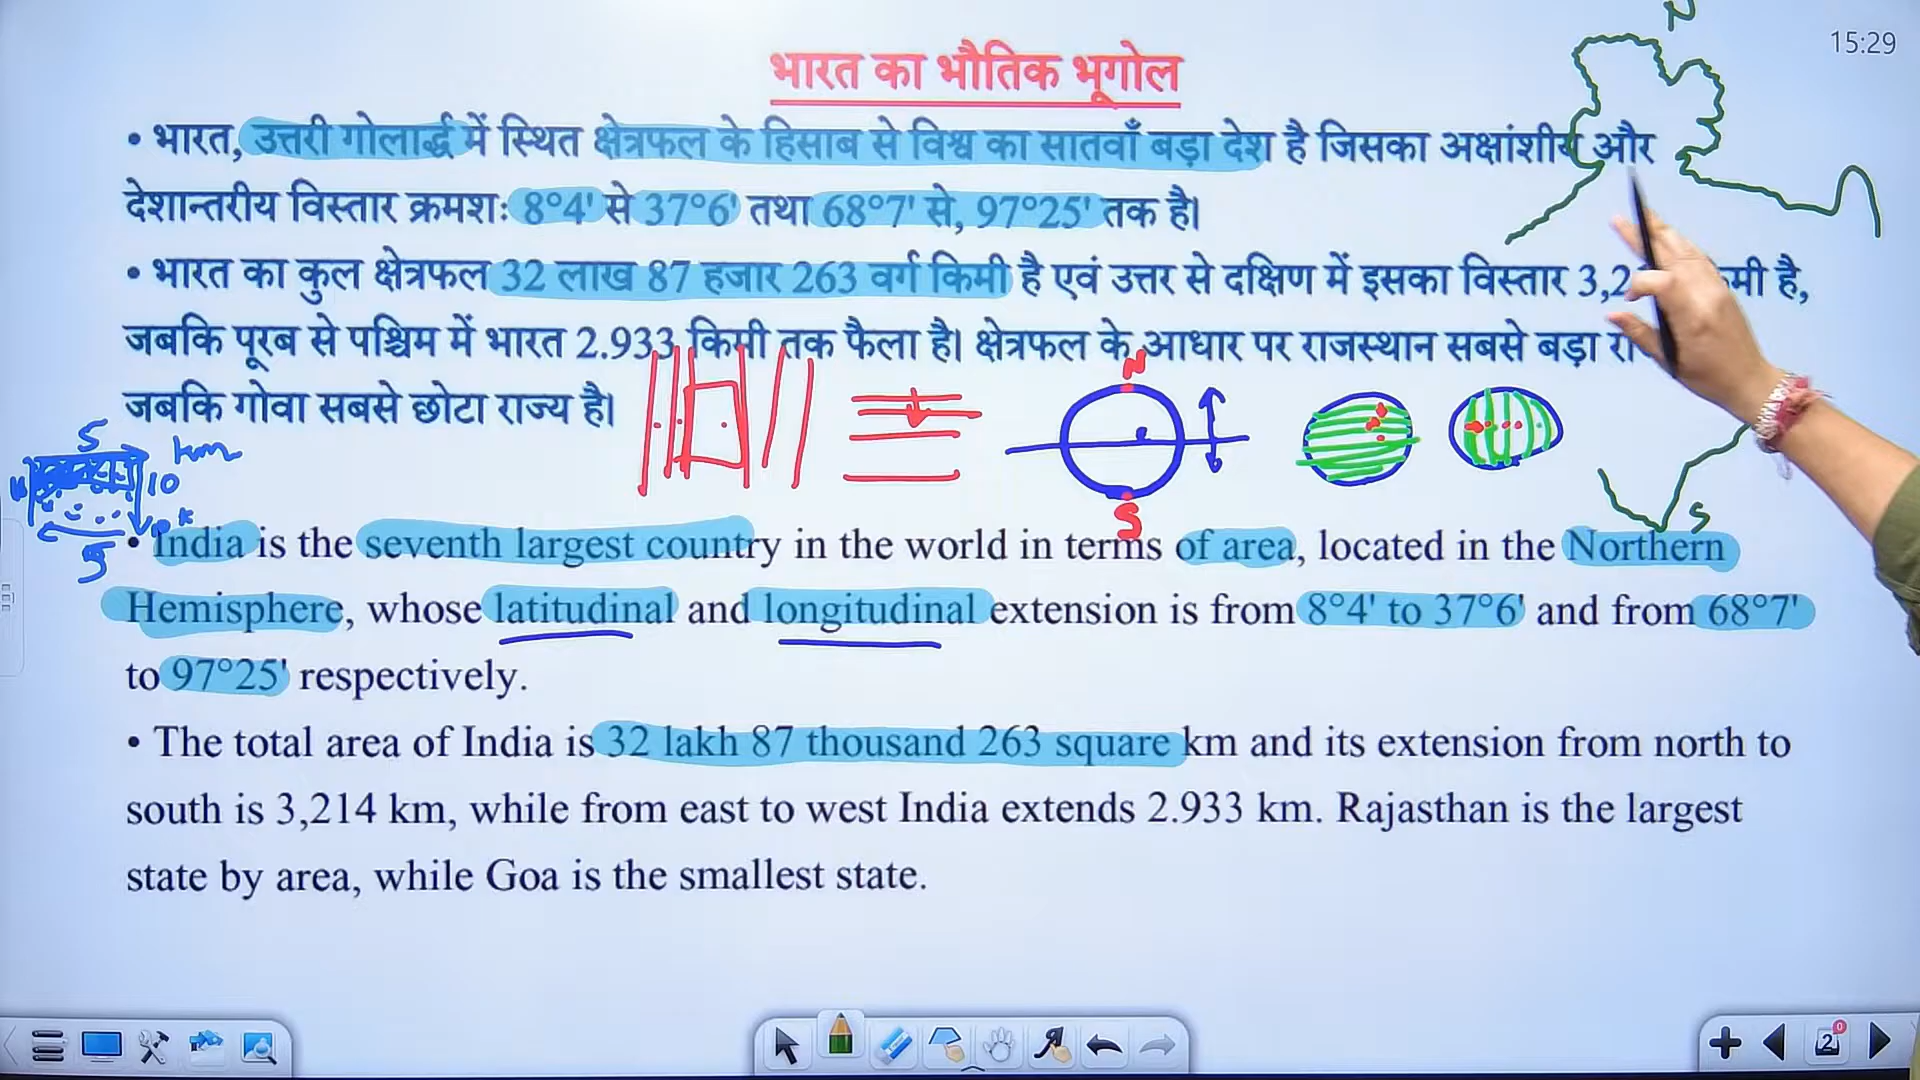 N
15:29
भारत का भौतिक भूगोल
• भारत, उत्तरी गोलार्द्ध में स्थित क्षेत्रफल के हिसाब से विश्व का सातवाँ बड़ा देश है जिसका अक्षांशीय और
देशान्तरीय विस्तार क्रमशः 8°4' से 37°6' तथा 68°7' से, 97°25' तक है।
• भारत का कुल क्षेत्रफल 32 लाख 87 हजार 263 वर्ग किमी है एवं उत्तर से दक्षिण में इसका विस्तार 3,2 मी है,
जबकि पूरब से पश्चिम में भारत 2.933 किमी तक फैला है। क्षेत्रफल के आधार पर राजस्थान सबसे बड़ा
जबकि गोवा सबसे छोटा राज्य है।
N
S
5 km
10
5
S
• India is the seventh largest country in the world in terms of area, located in the Northern
Hemisphere, whose latitudinal and longitudinal extension is from 8°4' to 37°6' and from 68°7'
to 97°25' respectively.
• The total area of India is 32 lakh 87 thousand 263 square km and its extension from north to
south is 3,214 km, while from east to west India extends 2.933 km. Rajasthan is the largest
state by area, while Goa is the smallest state.
2
0